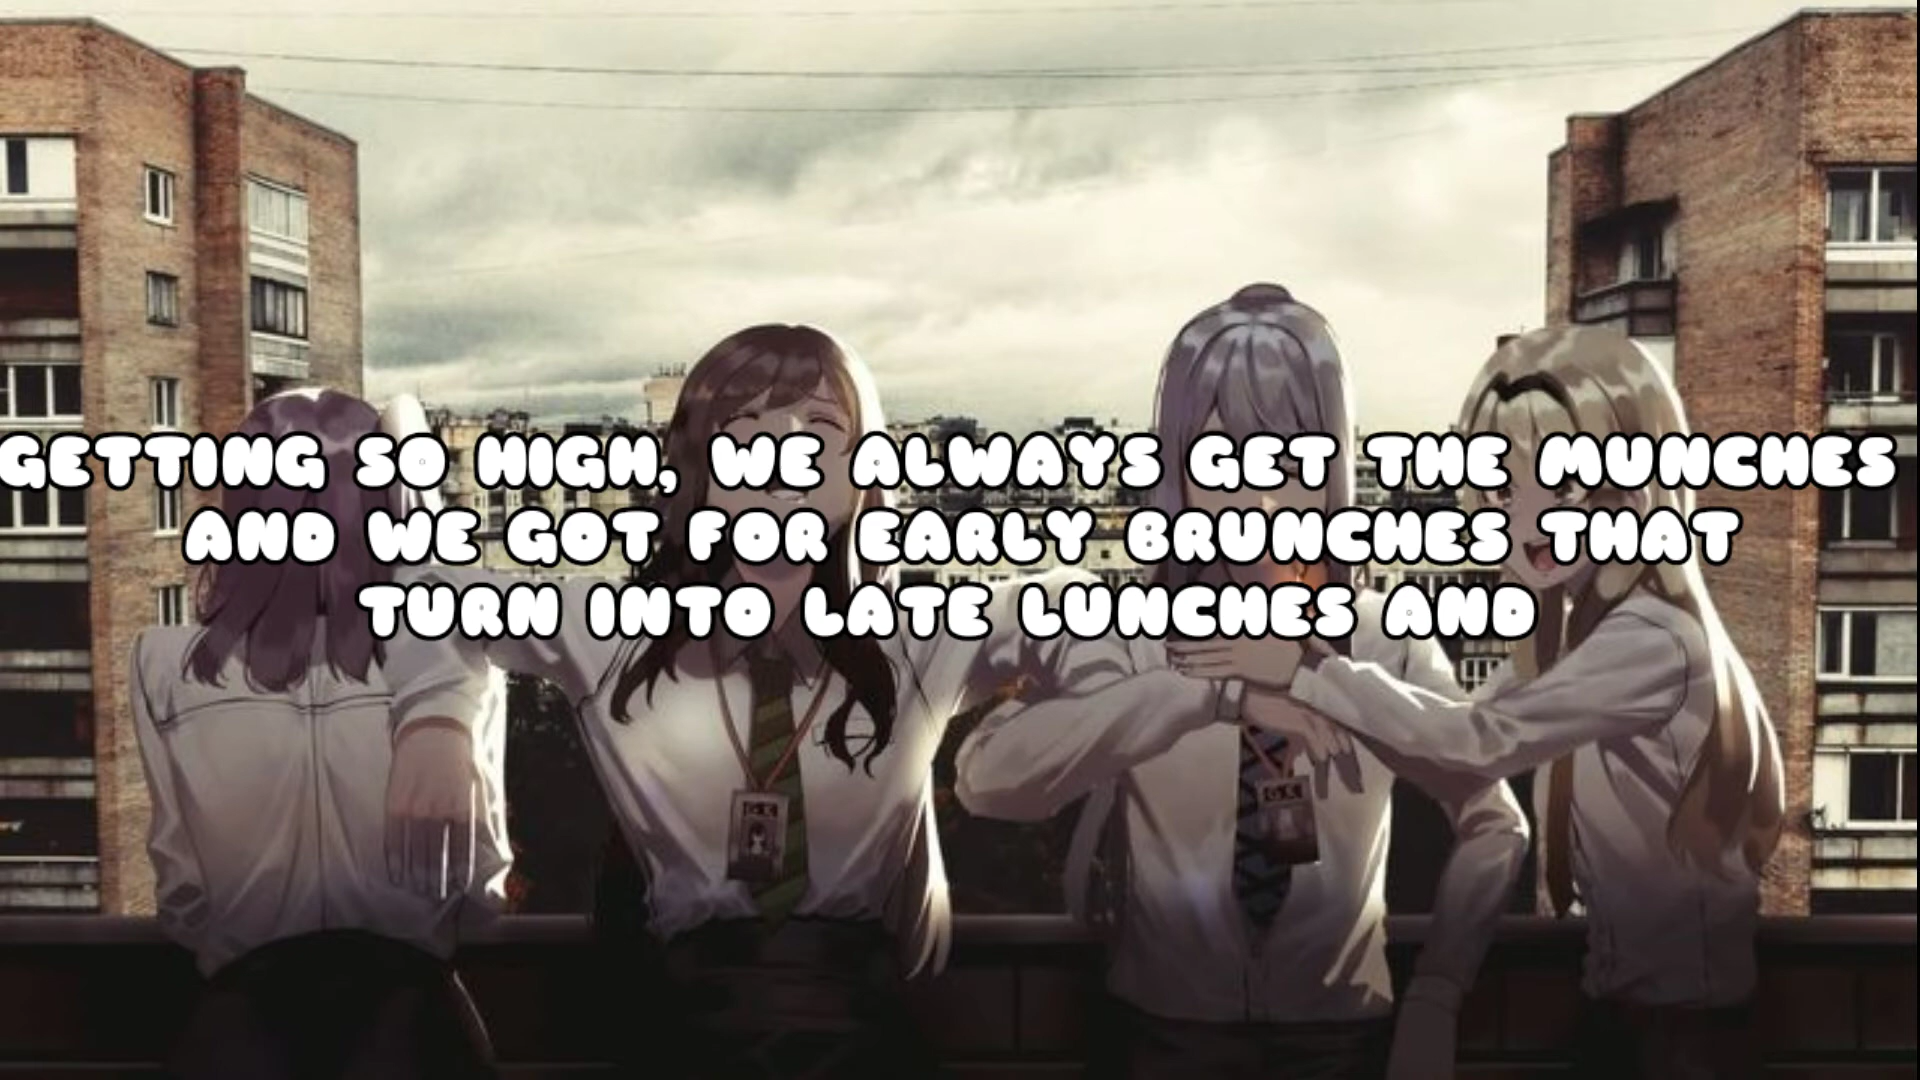 GETTING SO HIGH, WE ALWAYS GET THE MUNCHES
AND WE GOT FOR EARLY BRUNCHES THAT
TURN INTO LATE LUNCHES AND
G K
G K